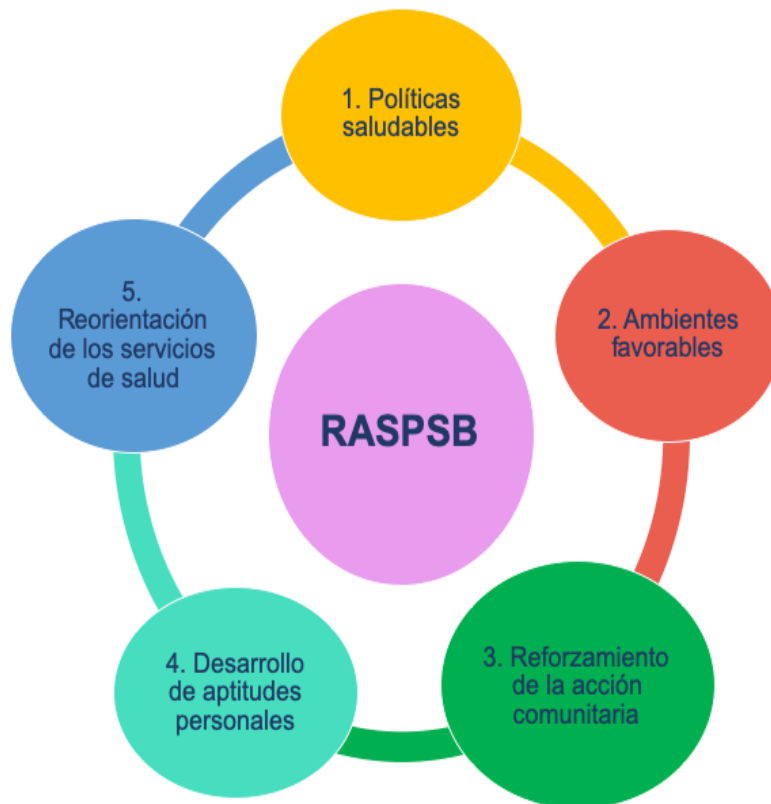 1. Políticas
saludables
2. Ambientes
favorables
3. Reforzamiento
de la acción
comunitaria
4. Desarrollo
de aptitudes
personales
5.
Reorientación
de los servicios
de salud
RASPSB